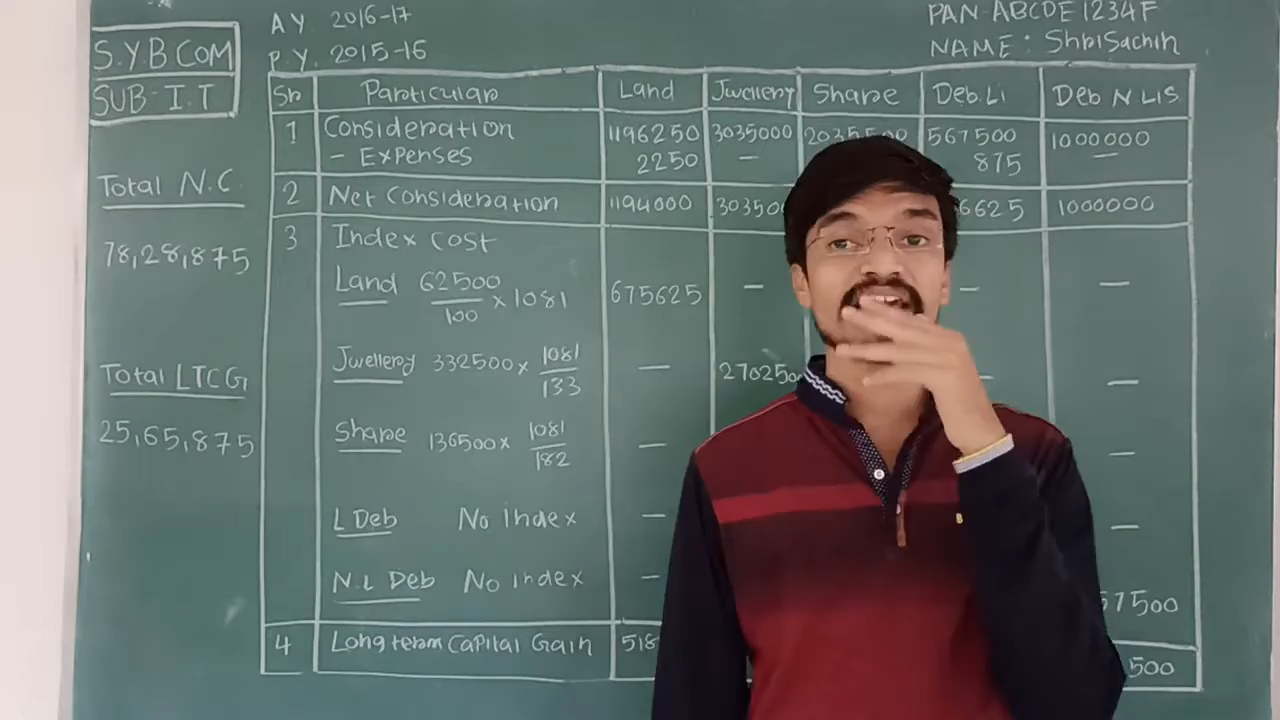 A.Y. 2016-17
P.Y. 2015-16
PAN-ABCDE1234F
NAME: ShriSachin
S.Y.B COM
SUB-I.T
Total N.C.
78,28,875
Total LTCG
25,65,875
Sr Particular Land Jwellery Share Deb.Li Deb N LIS
1 Consideration 1196250 3035000 567500 1000000
- Expenses 2250 — 875 —
2 Net Consideration 1194000 1000000
3 Index cost
Land 62500/100 × 1081 675625 — — —
Jwellery 332500 × 1081/133 — —
Share 136500 × 1081/182 — —
L Deb No Index — —
N.L Deb No Index —
4 Long term Capital Gain